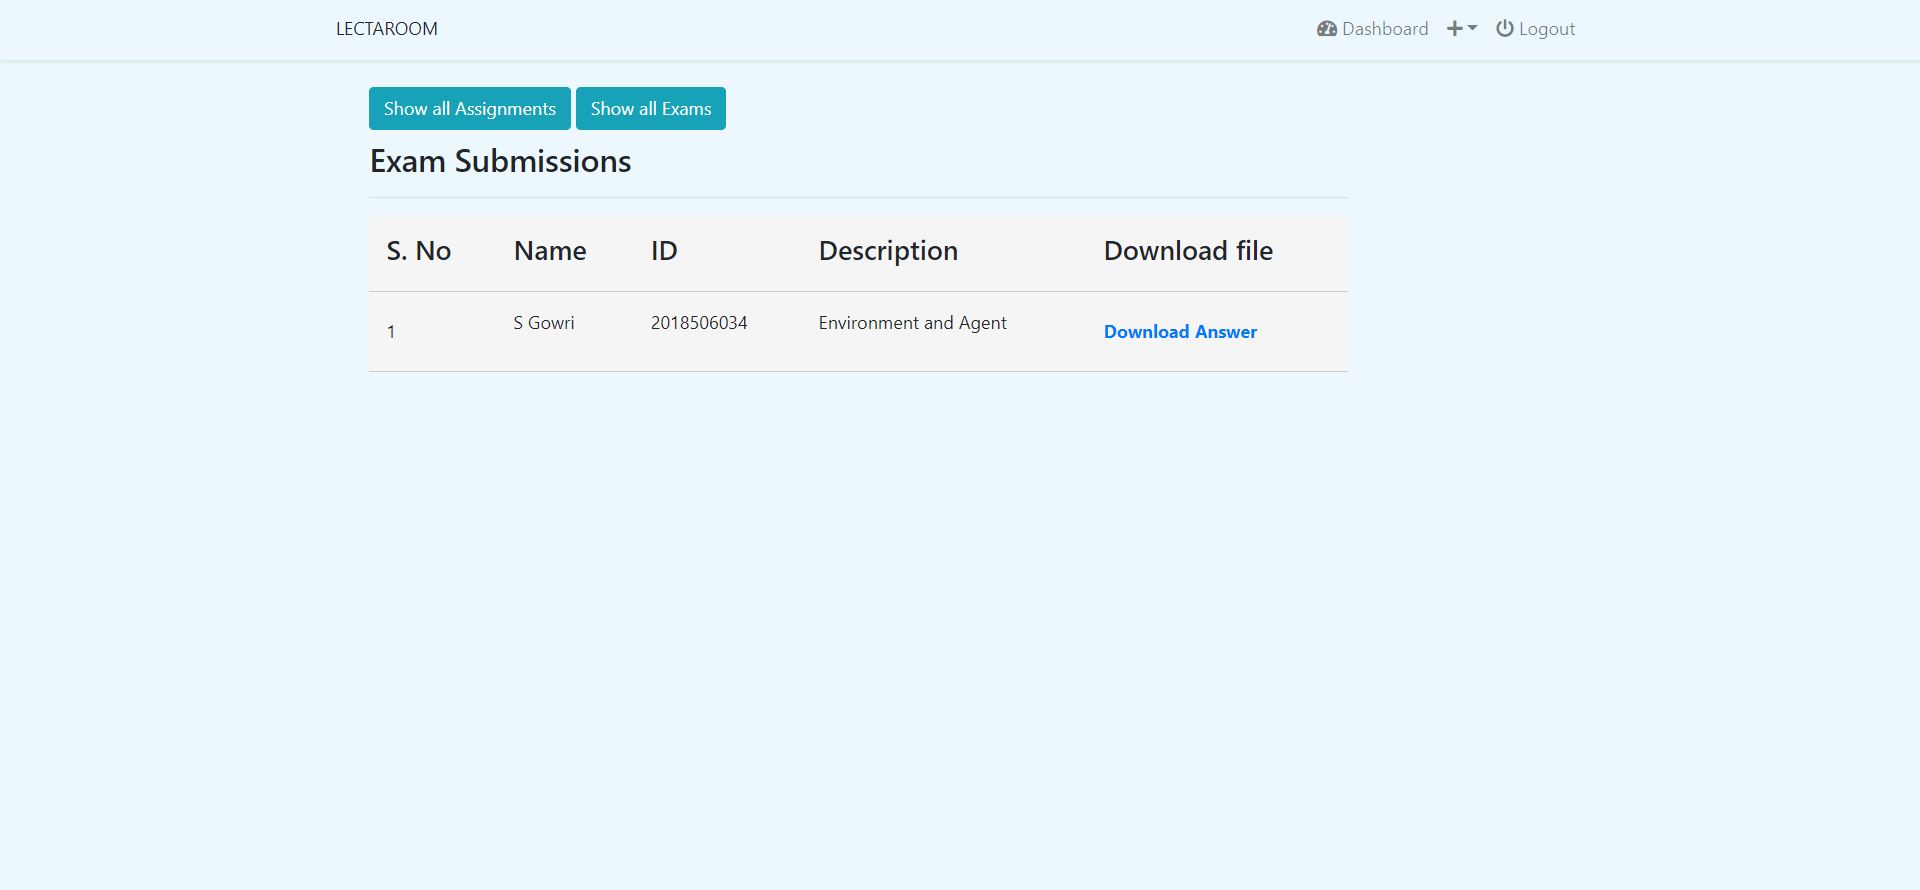 LECTAROOM Dashboard Logout
Show all Assignments Show all Exams
Exam Submissions
S. No Name ID Description Download file
1 S Gowri 2018506034 Environment and Agent Download Answer